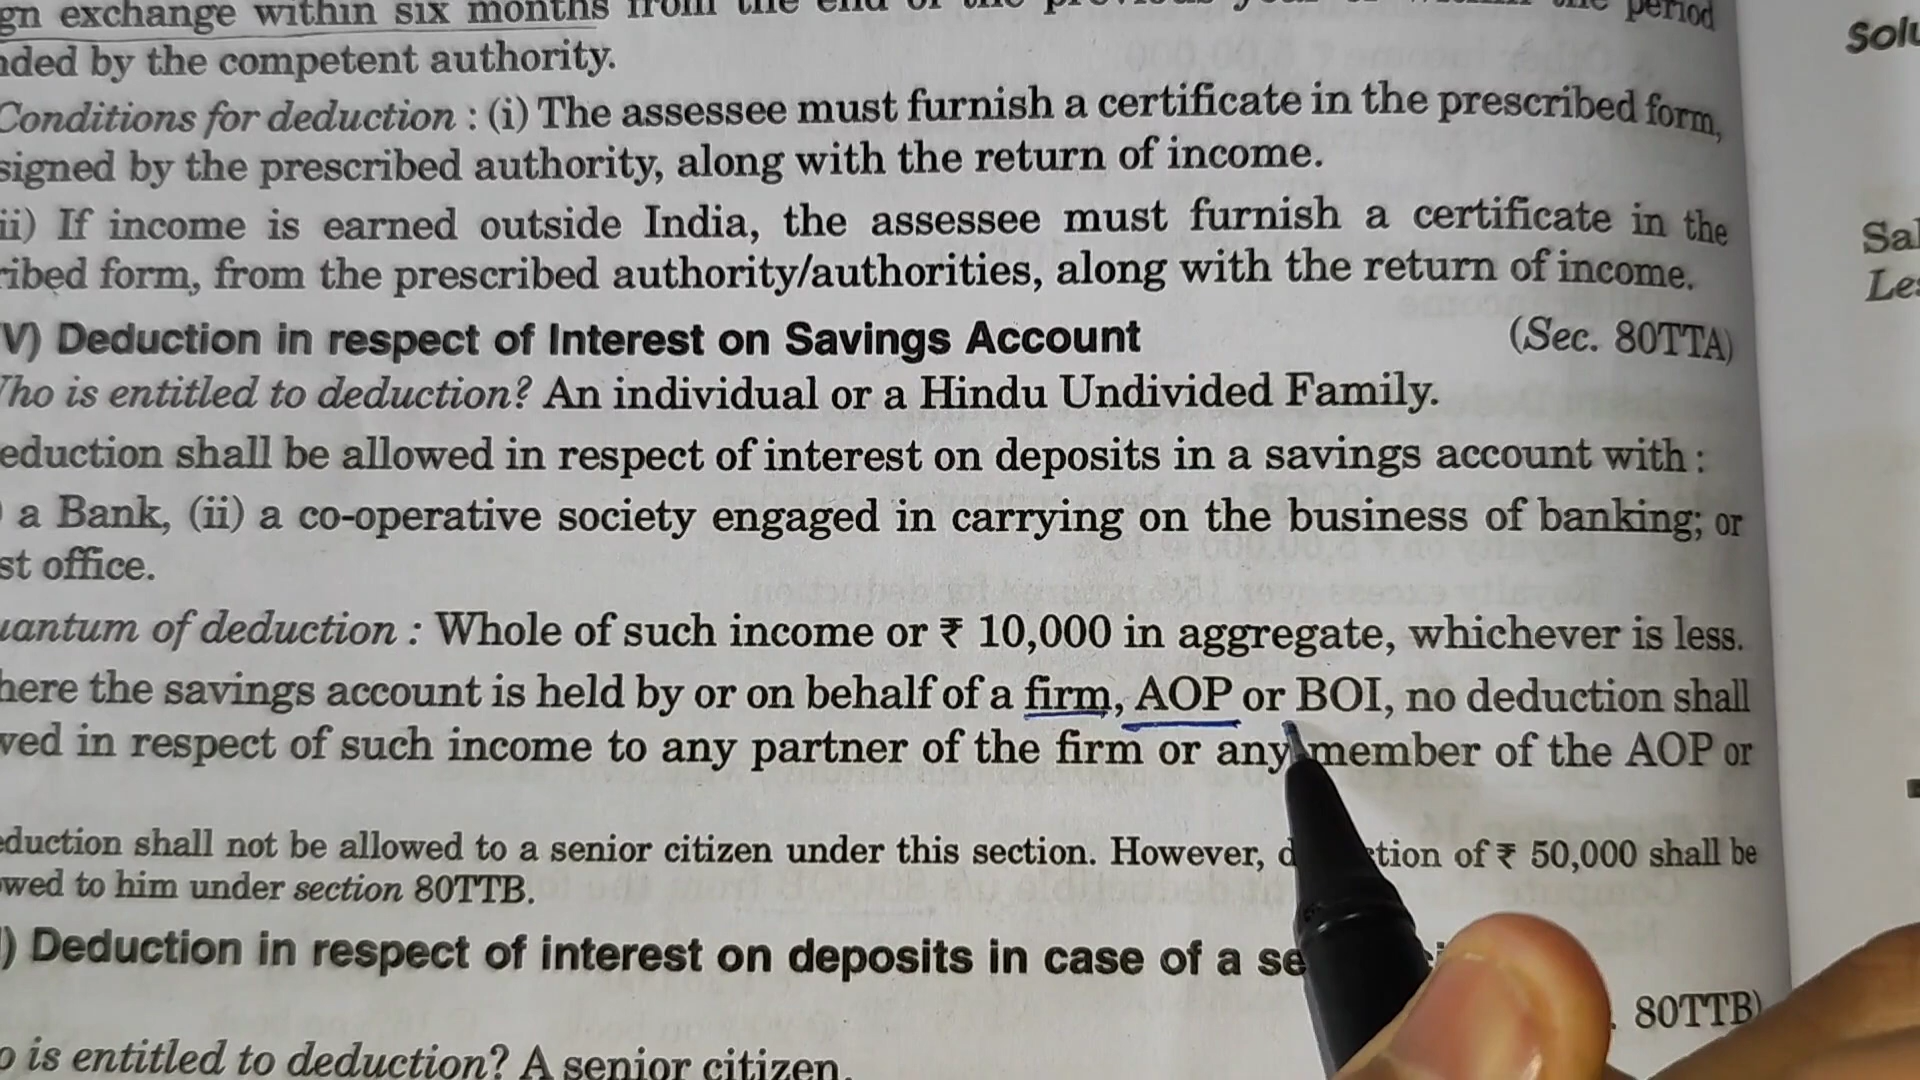 gn exchange within six months from the end of the previous year or within the period
nded by the competent authority.
Conditions for deduction : (i) The assessee must furnish a certificate in the prescribed form,
signed by the prescribed authority, along with the return of income.
ii) If income is earned outside India, the assessee must furnish a certificate in the
ribed form, from the prescribed authority/authorities, along with the return of income.
V) Deduction in respect of Interest on Savings Account (Sec. 80TTA)
Who is entitled to deduction? An individual or a Hindu Undivided Family.
eduction shall be allowed in respect of interest on deposits in a savings account with :
) a Bank, (ii) a co-operative society engaged in carrying on the business of banking; or
st office.
uantum of deduction : Whole of such income or ₹ 10,000 in aggregate, whichever is less.
here the savings account is held by or on behalf of a firm, AOP or BOI, no deduction shall
wed in respect of such income to any partner of the firm or any member of the AOP or
eduction shall not be allowed to a senior citizen under this section. However, d tion of ₹ 50,000 shall be
owed to him under section 80TTB.
) Deduction in respect of interest on deposits in case of a se
80TTB)
o is entitled to deduction? A senior citizen.
Solu
Sal
Les